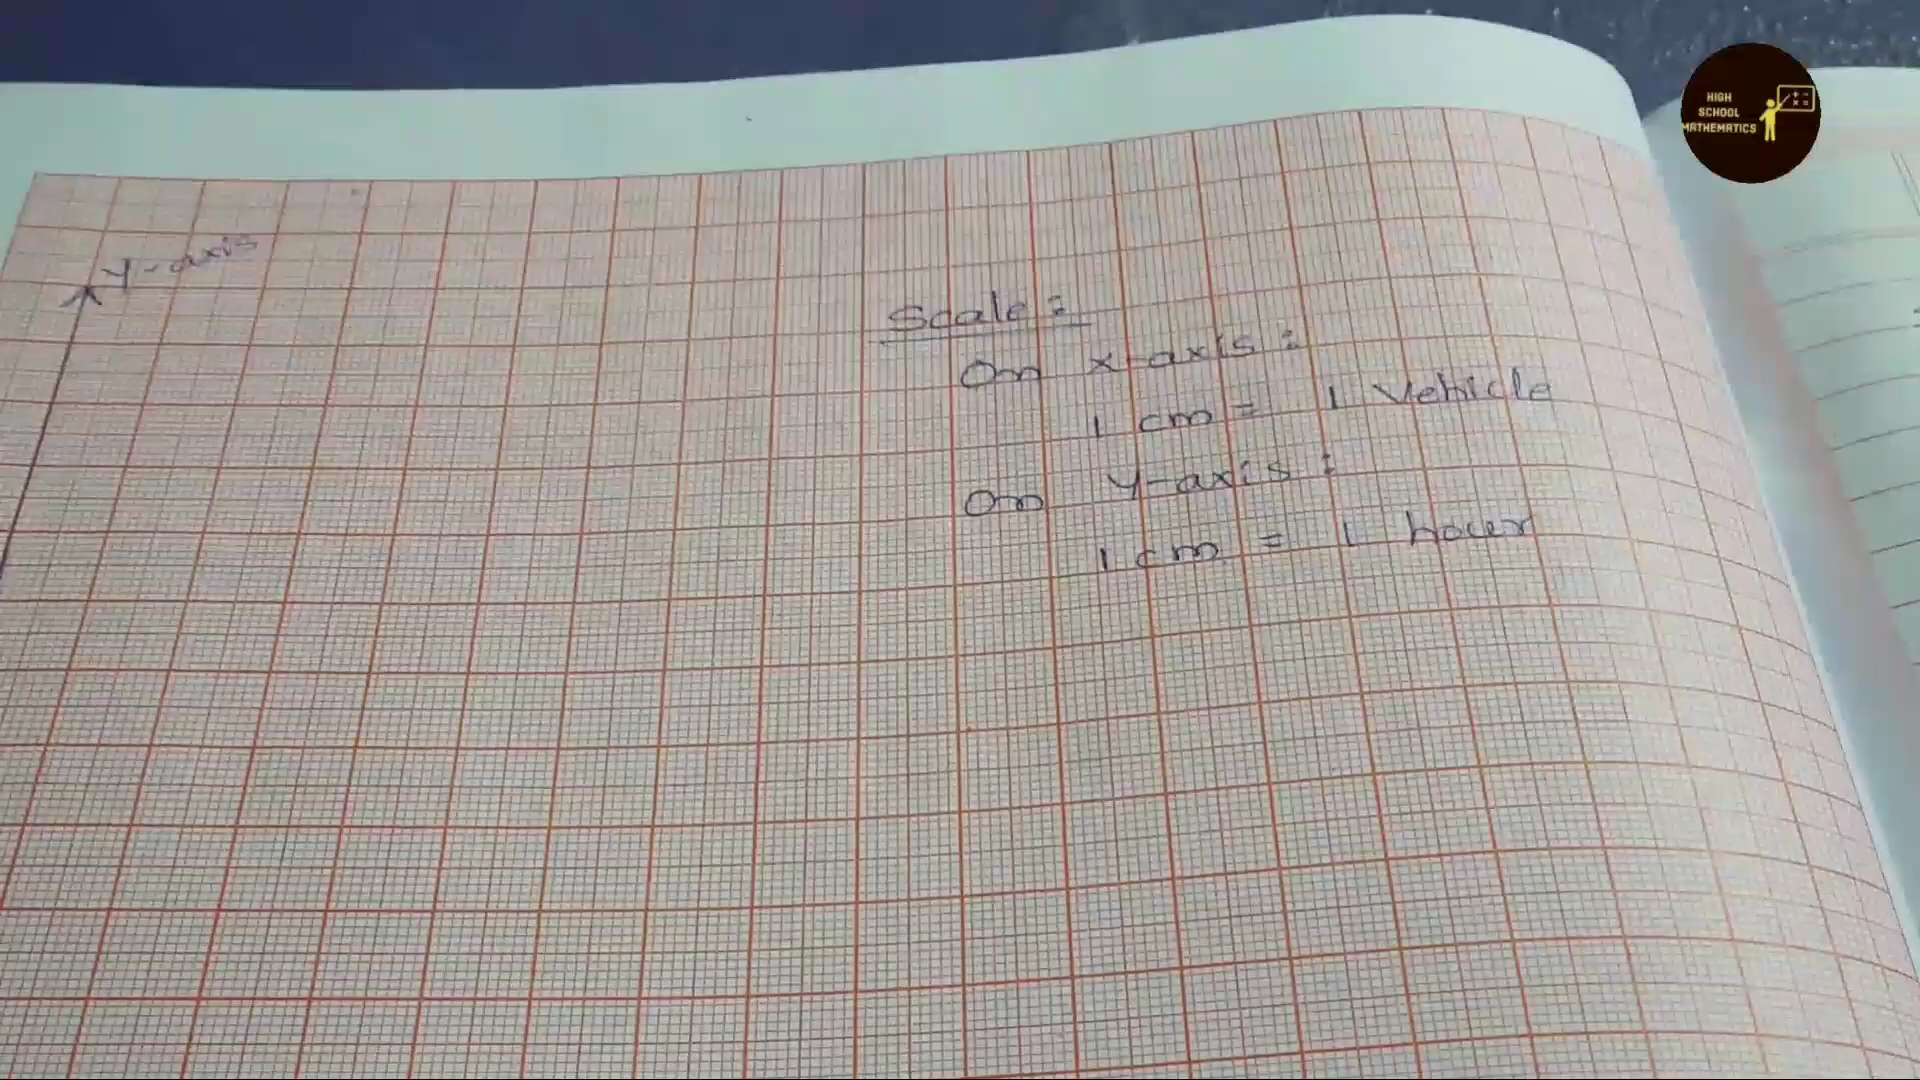 HIGH
SCHOOL
MATHEMATICS
Y-axis
Scale :
On x-axis :
1 cm = 1 Vehicle
On Y-axis :
1 cm = 1 hour